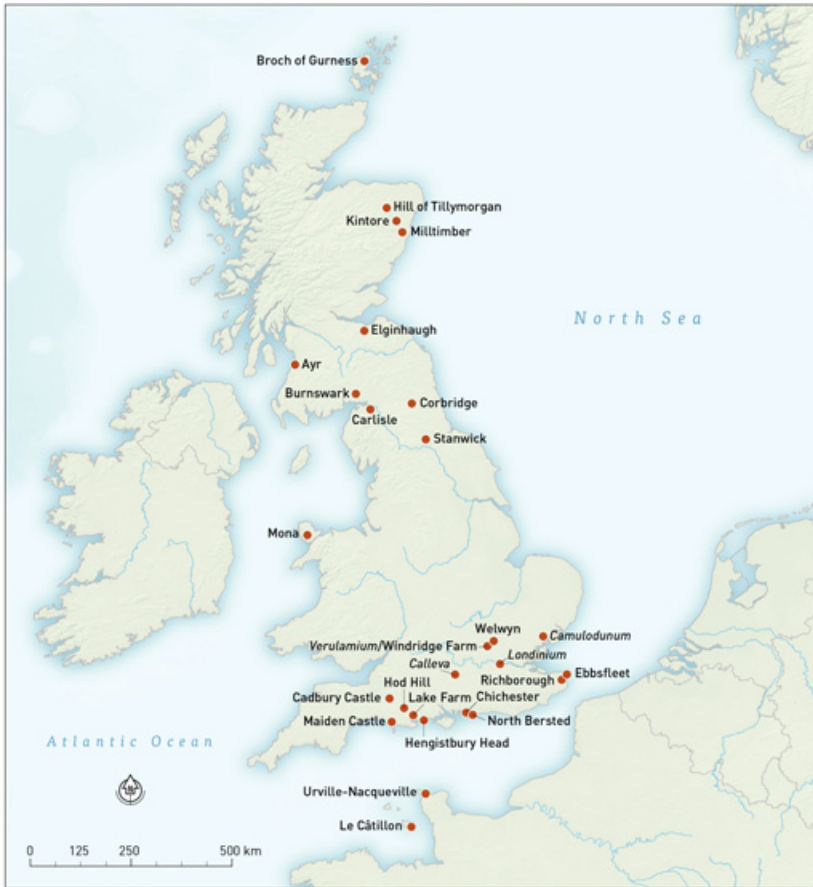 Broch of Gurness
Hill of Tillymorgan
Kintore
Milltimber
North Sea
Elginhaugh
Ayr
Burnswark
Corbridge
Carlisle
Stanwick
Mona
Welwyn
Camulodunum
Verulamium/Windridge Farm
Londinium
Calleva
Ebbsfleet
Richborough
Hod Hill
Cadbury Castle
Lake Farm
Chichester
Maiden Castle
North Bersted
Atlantic Ocean
Hengistbury Head
Urville-Nacqueville
Le Câtillon
0 125 250 500 km